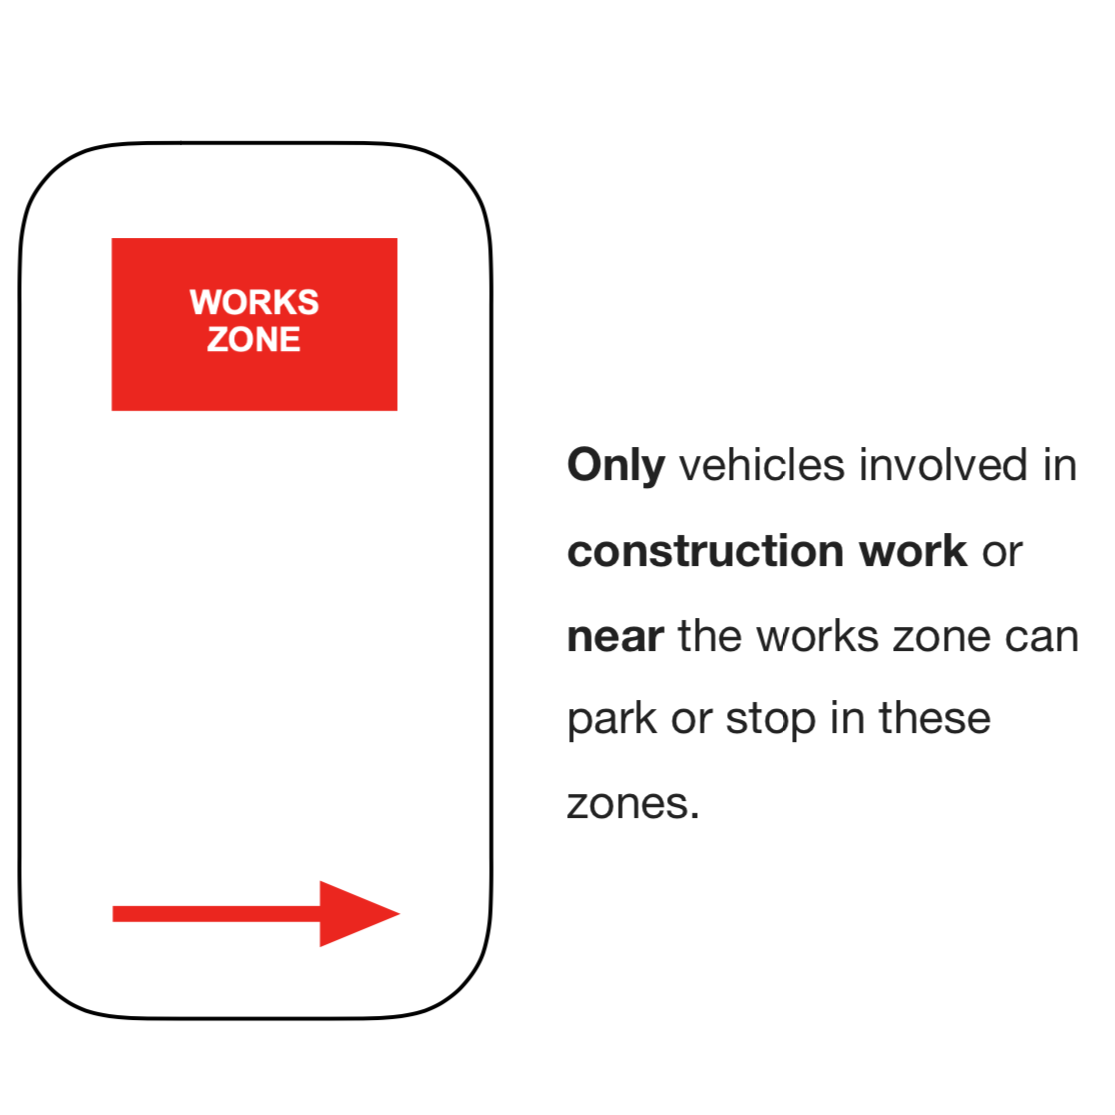 WORKS
ZONE
Only vehicles involved in
construction work or
near the works zone can
park or stop in these
zones.